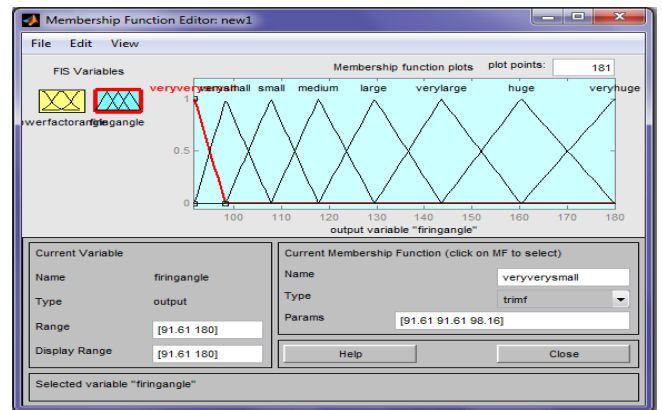 Membership Function Editor: new1
File Edit View
FIS Variables
Membership function plots plot points: 181
small medium large verylarge huge veryhuge
1
0.5
0
firingangle
100 110 120 130 140 150 160 170 180
output variable "firingangle"
Current Variable
Name firingangle
Type output
Range [91.61 180]
Display Range [91.61 180]
Current Membership Function (click on MF to select)
Name veryverysmall
Type trimf
Params [91.61 91.61 98.16]
Help Close
Selected variable "firingangle"